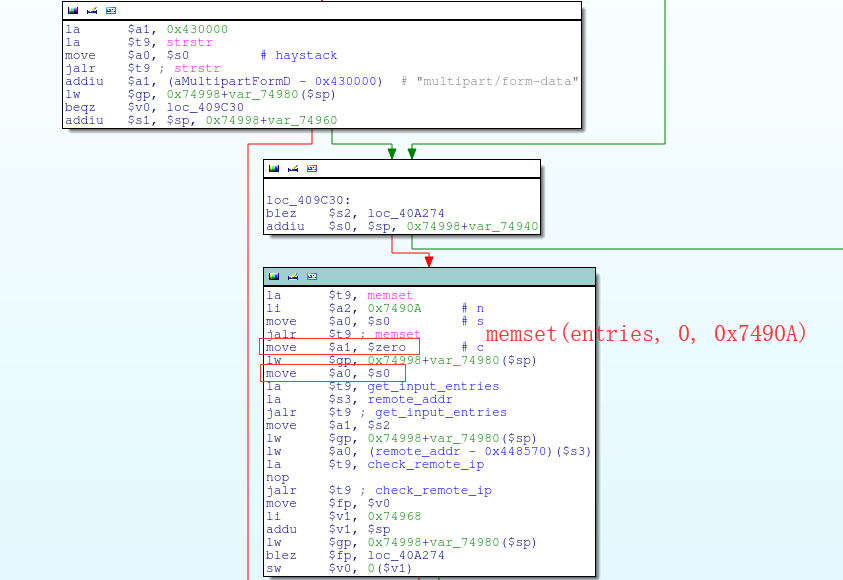 la $a1, 0x430000
la $t9, strstr
move $a0, $s0 # haystack
jalr $t9 ; strstr
addiu $a1, (aMultipartFormD - 0x430000) # "multipart/form-data"
lw $gp, 0x74998+var_74980($sp)
beqz $v0, loc_409C30
addiu $s1, $sp, 0x74998+var_74960
loc_409C30:
blez $s2, loc_40A274
addiu $s0, $sp, 0x74998+var_74940
la $t9, memset
li $a2, 0x7490A # n
move $a0, $s0 # s
jalr $t9 ; memset
move $a1, $zero # c
lw $gp, 0x74998+var_74980($sp)
move $a0, $s0
la $t9, get_input_entries
la $s3, remote_addr
jalr $t9 ; get_input_entries
move $a1, $s2
lw $gp, 0x74998+var_74980($sp)
lw $a0, (remote_addr - 0x448570)($s3)
la $t9, check_remote_ip
nop
jalr $t9 ; check_remote_ip
move $fp, $v0
li $v1, 0x74968
addu $v1, $sp
lw $gp, 0x74998+var_74980($sp)
blez $fp, loc_40A274
sw $v0, 0($v1)
memset(entries, 0, 0x7490A)